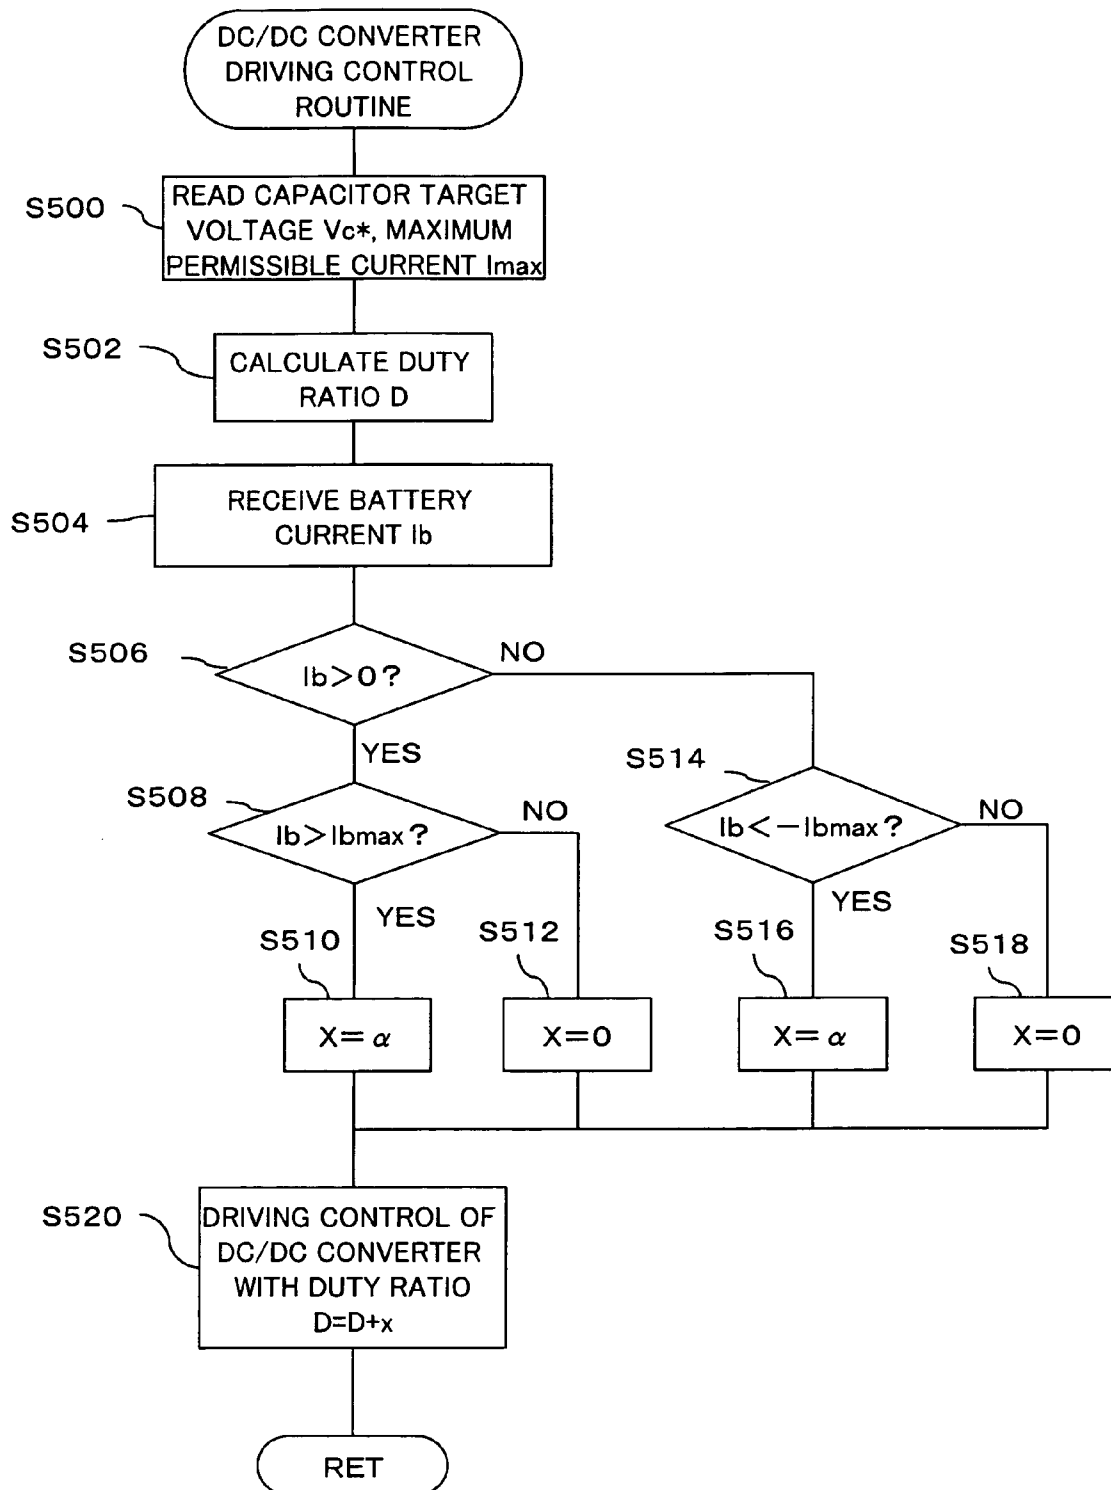 DC/DC CONVERTER
DRIVING CONTROL
ROUTINE
S500
READ CAPACITOR TARGET
VOLTAGE Vc*, MAXIMUM
PERMISSIBLE CURRENT Imax
S502
CALCULATE DUTY
RATIO D
S504
RECEIVE BATTERY
CURRENT Ib
S506
Ib>0?
NO
YES
S508
Ib>Ibmax?
NO
YES
S514
Ib<-Ibmax?
NO
YES
S510
X=α
S512
X=0
S516
X=α
S518
X=0
S520
DRIVING CONTROL OF
DC/DC CONVERTER
WITH DUTY RATIO
D=D+x
RET